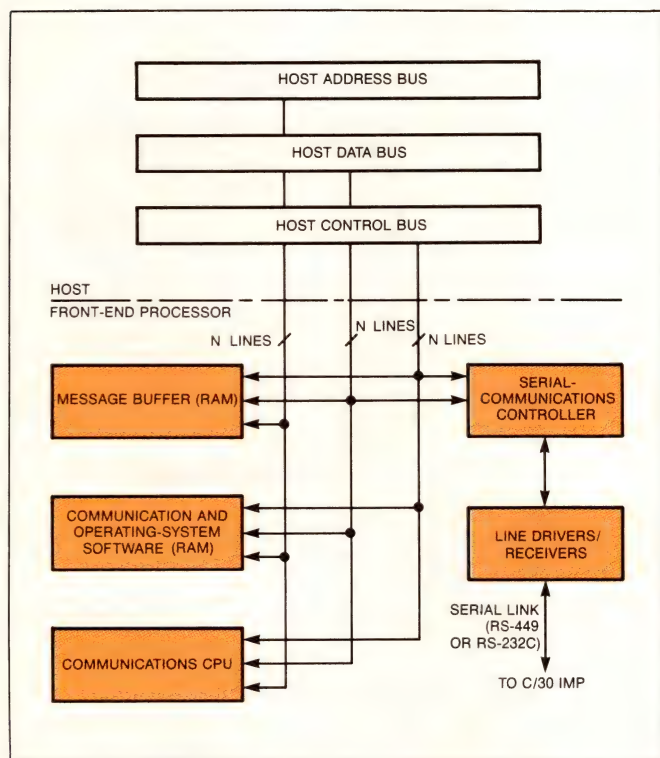 HOST ADDRESS BUS
HOST DATA BUS
HOST CONTROL BUS
HOST
FRONT-END PROCESSOR
N LINES
N LINES
N LINES
MESSAGE BUFFER (RAM)
SERIAL-
COMMUNICATIONS
CONTROLLER
COMMUNICATION AND
OPERATING-SYSTEM
SOFTWARE (RAM)
LINE DRIVERS/
RECEIVERS
SERIAL LINK
(RS-449
OR RS-232C)
COMMUNICATIONS CPU
TO C/30 IMP